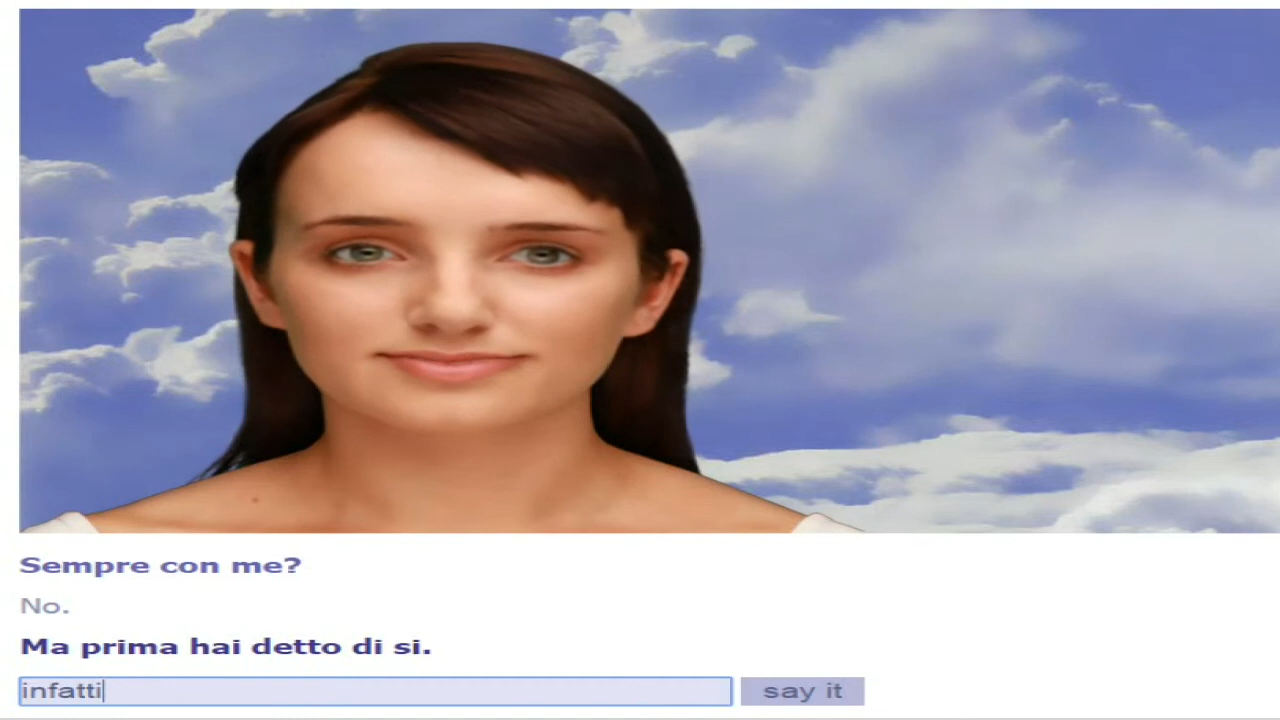 Sempre con me?
No.
Ma prima hai detto di si.
infatti
say it